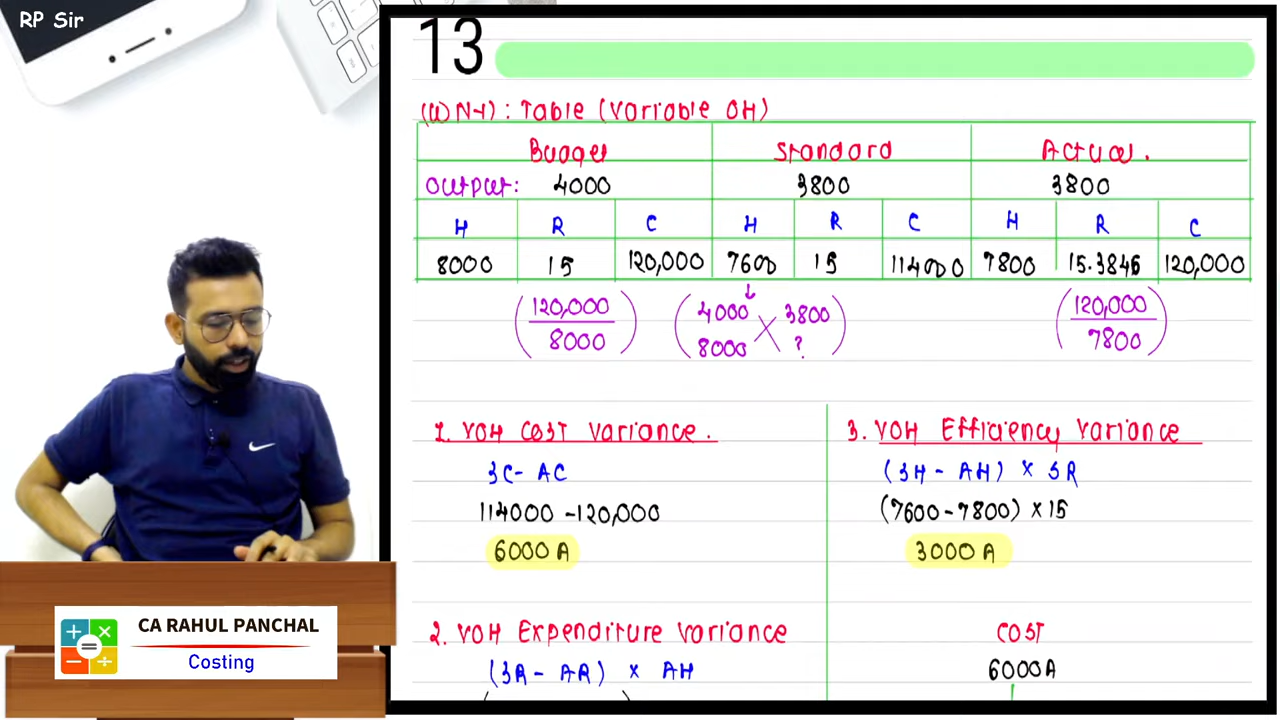 RP Sir
13
(W N-1) : Table (Variable OH)
Budget Standard Actual.
Output: 4000 3800 3800
H R C H R C H R C
8000 15 120,000 7600 15 114000 7800 15.3846 120,000
(120,000 / 8000) (4000 8000 × 3800 ?) (120,000 / 7800)
1. VOH Cost Variance.
SC - AC
114000 - 120,000
6000 A
3. VOH Efficiency Variance
(SH - AH) × SR
(7600 - 7800) × 15
3000 A
2. VOH Expenditure Variance
(SR - AR) × AH
COST
6000A
CA RAHUL PANCHAL
Costing